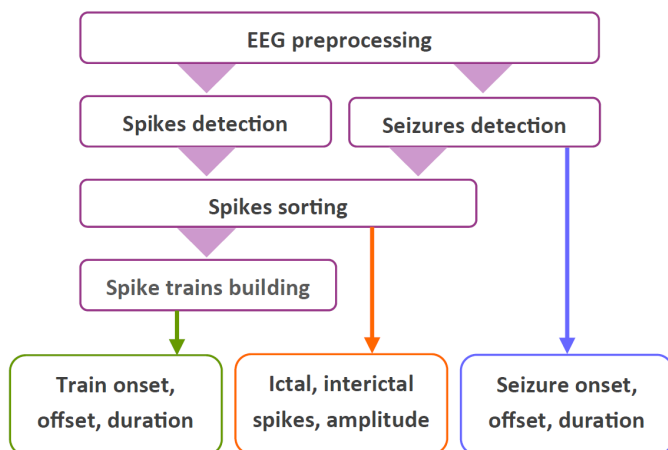 EEG preprocessing
Spikes detection
Seizures detection
Spikes sorting
Spike trains building
Train onset,
offset, duration
Ictal, interictal
spikes, amplitude
Seizure onset,
offset, duration